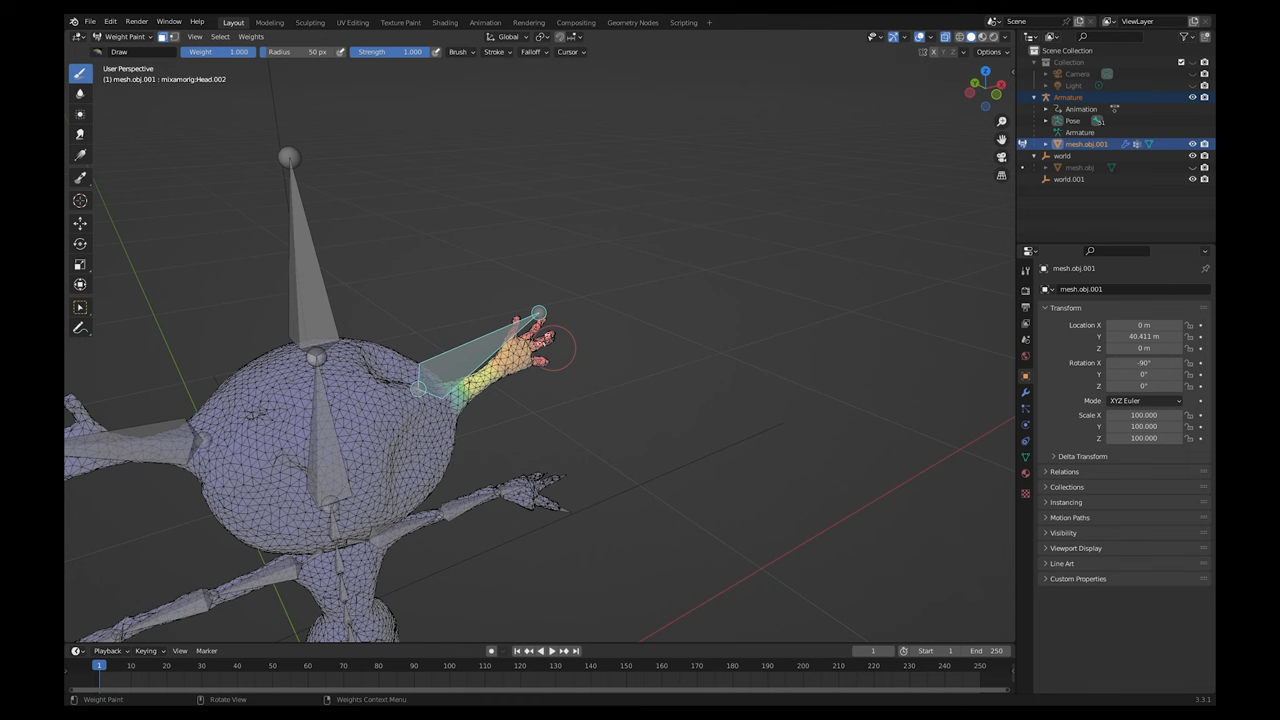 File Edit Render Window Mixamo Help Layout Modeling Sculpting UV Editing Texture Paint Shading Animation Rendering Compositing Geometry Nodes Scripting + Scene ViewLayer
Weight Paint View Select Weights Global
Draw Weight 1.000 Radius 50 px Strength 1.000 Brush Stroke Falloff Cursor X Y Z Options
User Perspective
(1) mesh.obj.001 : mixamorig:Head.002
Scene Collection
Collection
Camera
Light
Armature
Animation
Pose
Armature
mesh.obj.001
world
mesh.obj
world.001
mesh.obj.001
mesh.obj.001
Transform
Location X 0 m
Y 40.411 m
Z 0 m
Rotation X -90°
Y 0°
Z 0°
Mode XYZ Euler
Scale X 100.000
Y 100.000
Z 100.000
Delta Transform
Relations
Collections
Instancing
Motion Paths
Visibility
Viewport Display
Line Art
Custom Properties
Playback Keying View Marker 1 Start 1 End 250
1 10 20 30 40 50 60 70 80 90 100 110 120 130 140 150 160 170 180 190 200 210 220 230 240 250
Weight Paint Rotate View Weights Context Menu 3.3.1